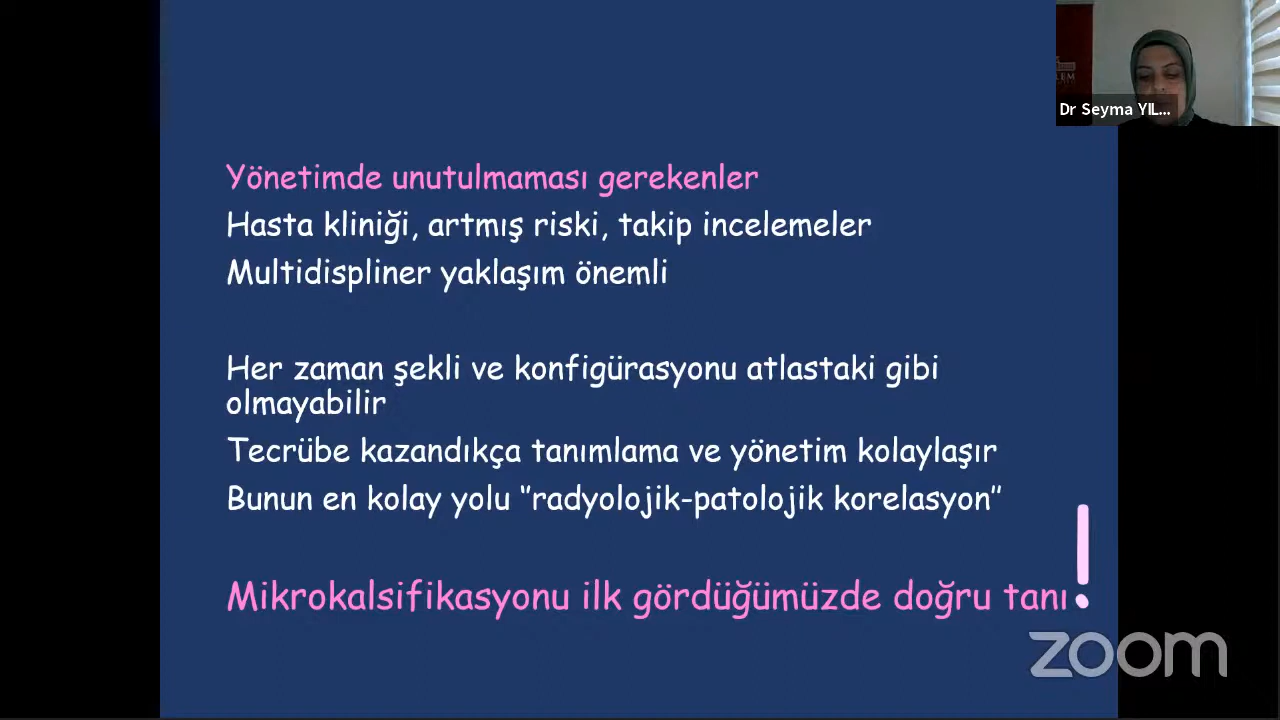 Dr Seyma YIL...
Yönetimde unutulmaması gerekenler
Hasta kliniği, artmış riski, takip incelemeler
Multidispliner yaklaşım önemli
Her zaman şekli ve konfigürasyonu atlastaki gibi
olmayabilir
Tecrübe kazandıkça tanımlama ve yönetim kolaylaşır
Bunun en kolay yolu ‘’radyolojik-patolojik korelasyon’’
Mikrokalsifikasyonu ilk gördüğümüzde doğru tanı!
zoom